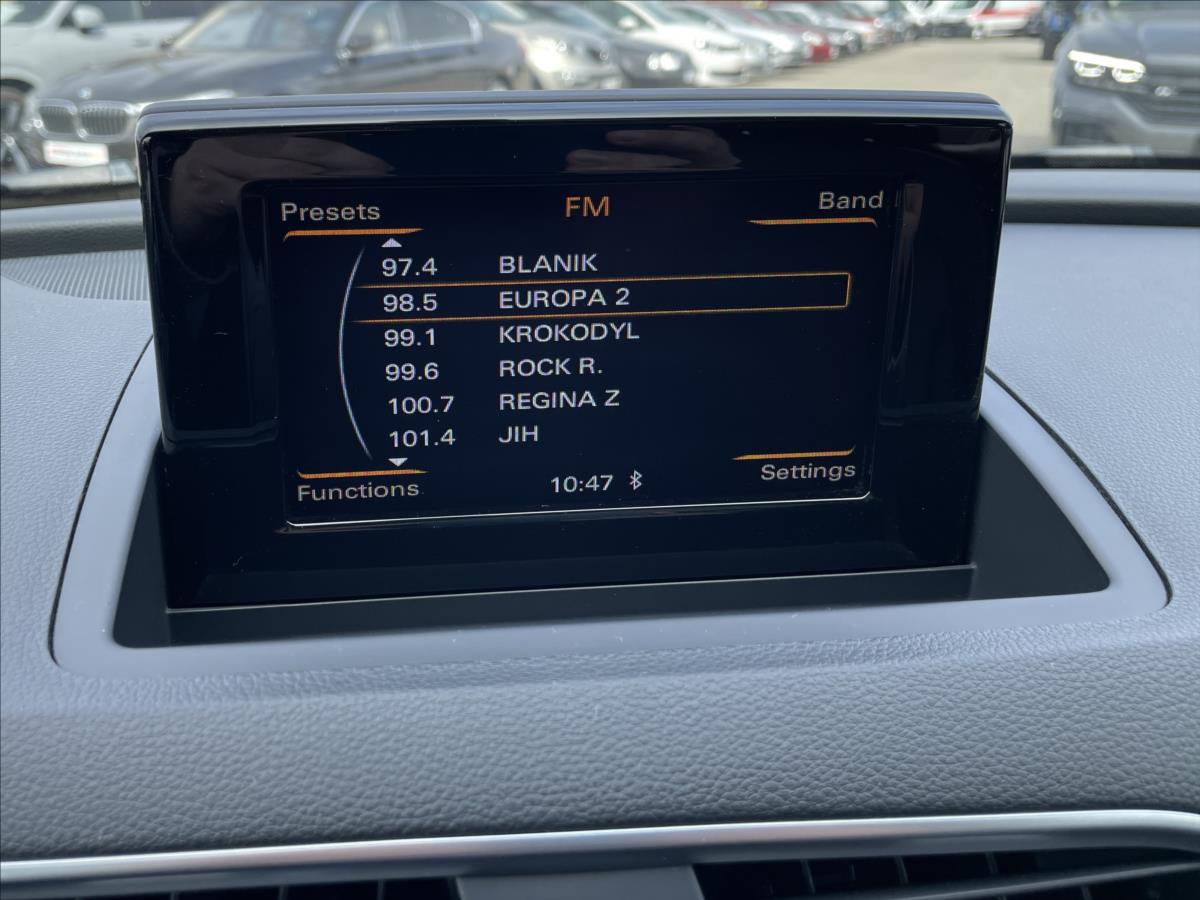 Presets FM Band
97.4 BLANIK
98.5 EUROPA 2
99.1 KROKODYL
99.6 ROCK R.
100.7 REGINA Z
101.4 JIH
Functions 10:47 Settings